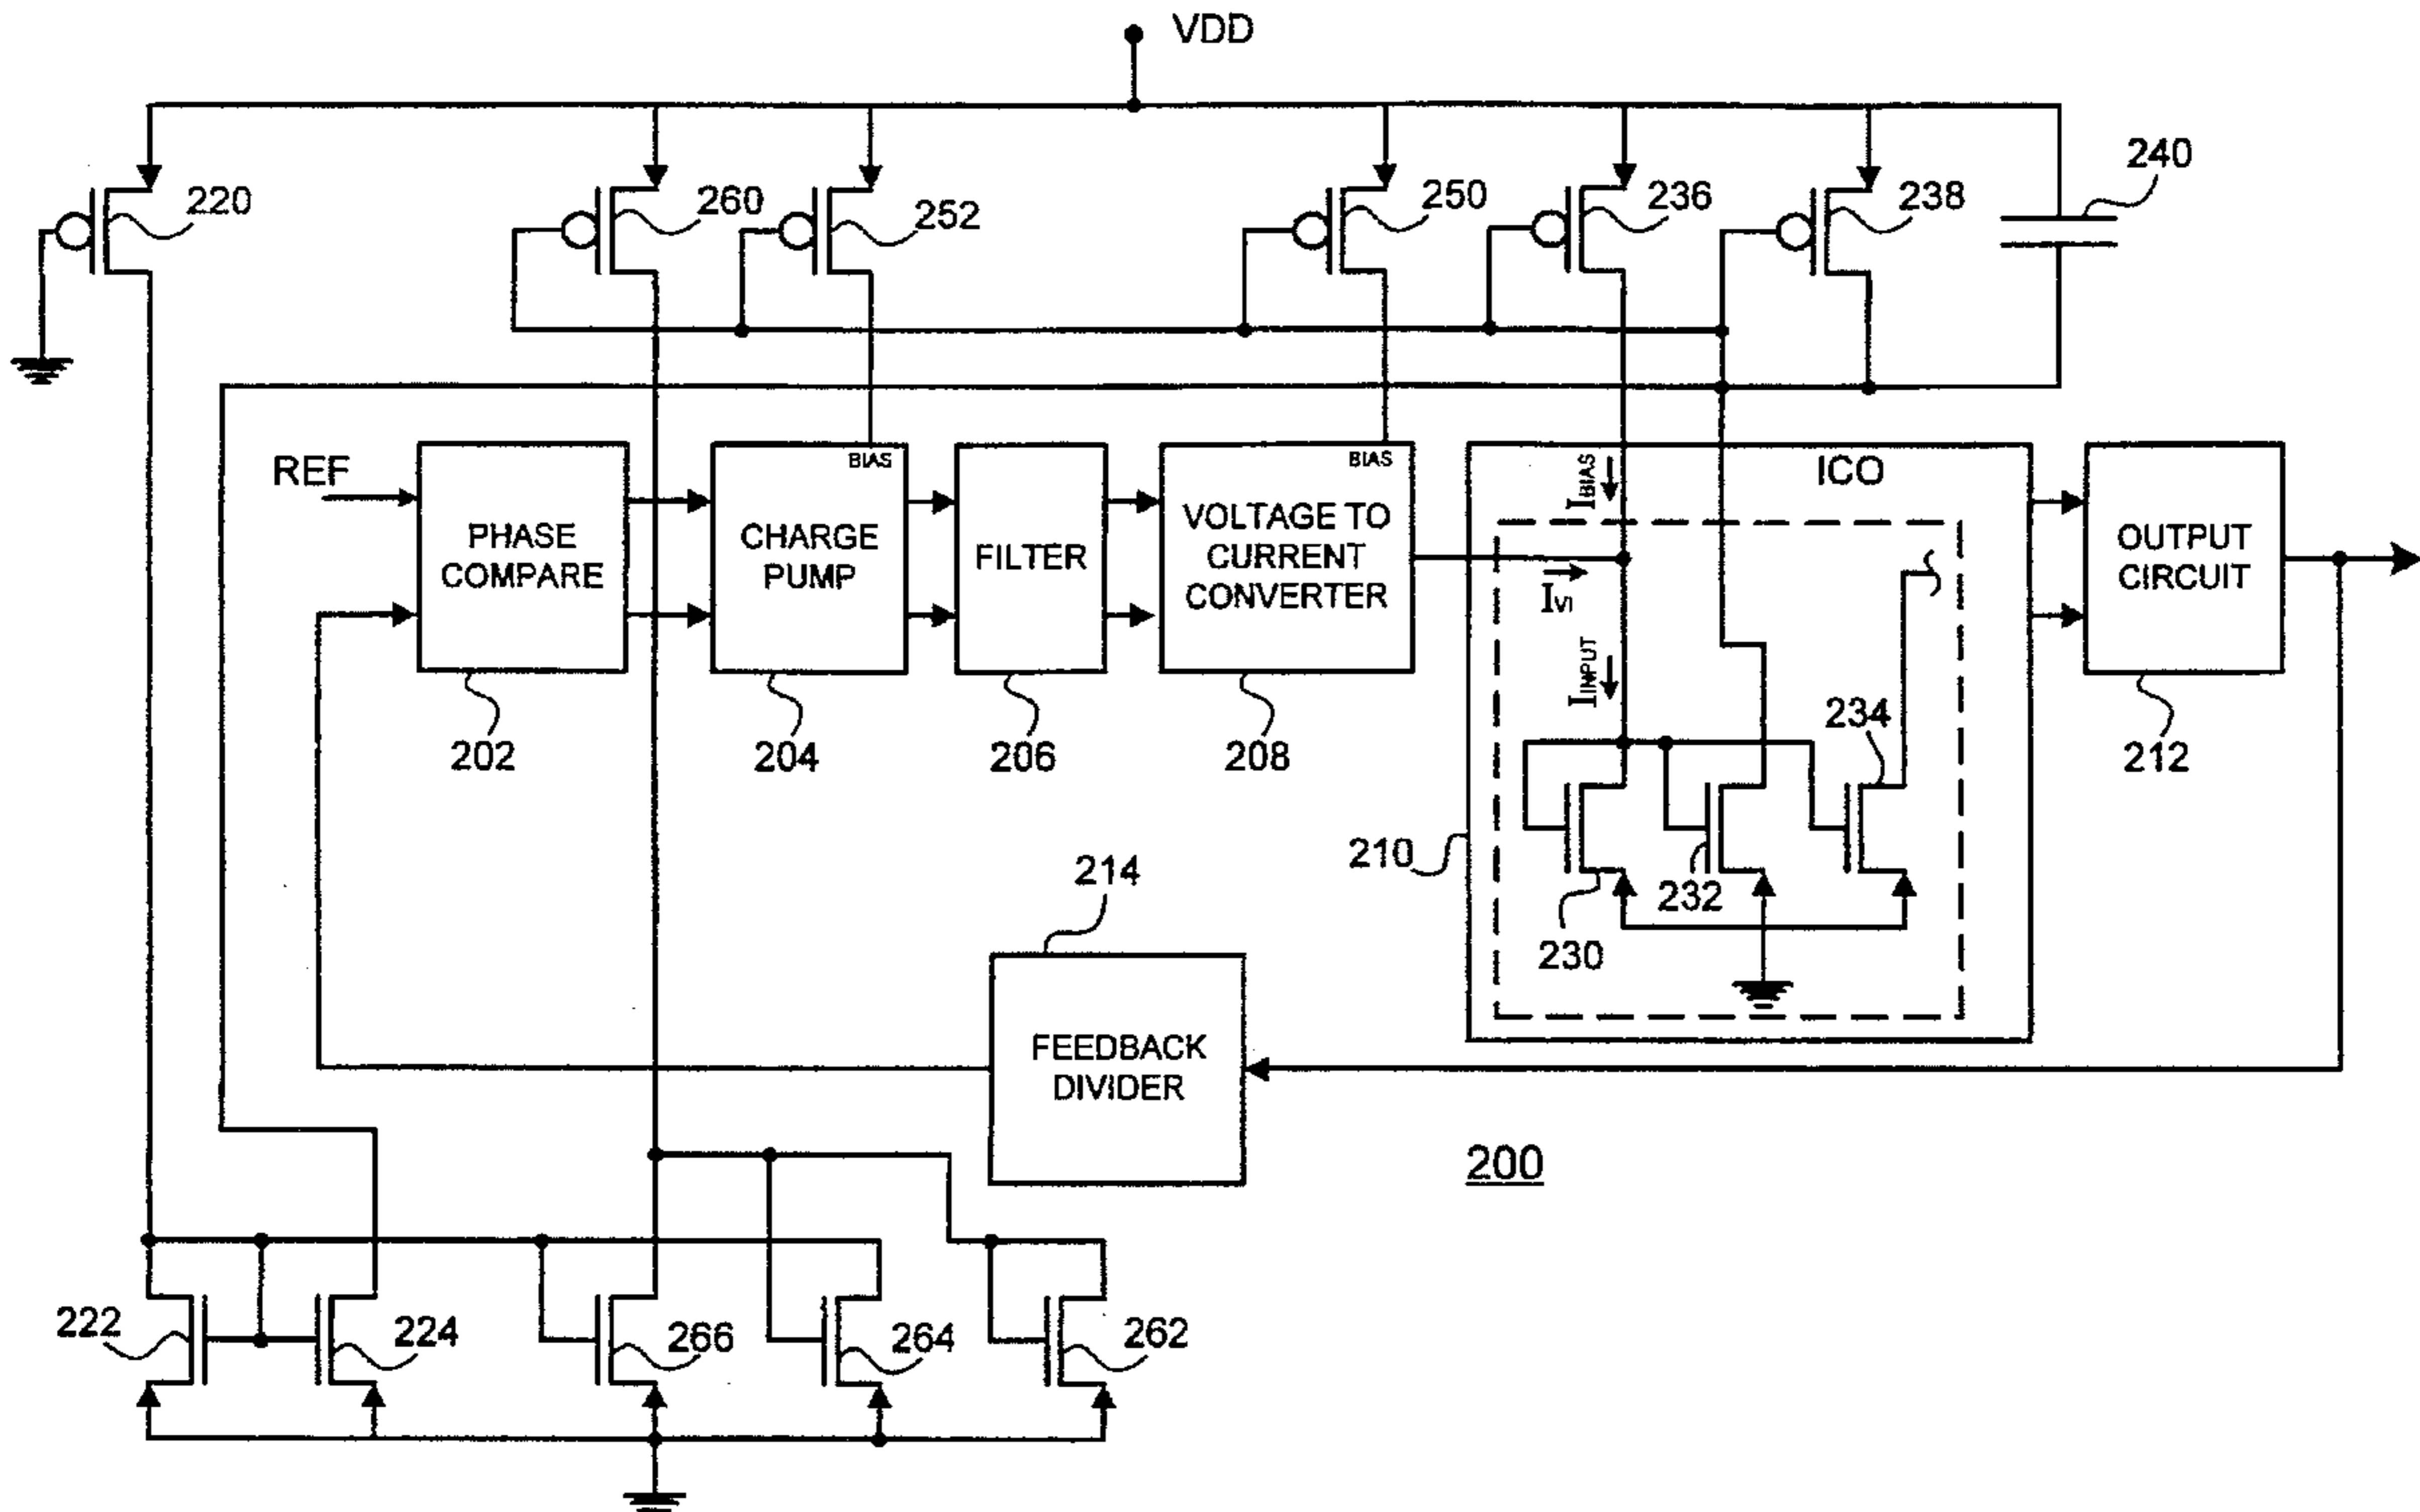 VDD
220
260
252
250
236
238
240
REF
PHASE
COMPARE
202
BIAS
CHARGE
PUMP
204
FILTER
206
BIAS
VOLTAGE TO
CURRENT
CONVERTER
208
ICO
IBIAS
IVI
IINPUT
210
230
232
234
OUTPUT
CIRCUIT
212
214
FEEDBACK
DIVIDER
200
222
224
266
264
262